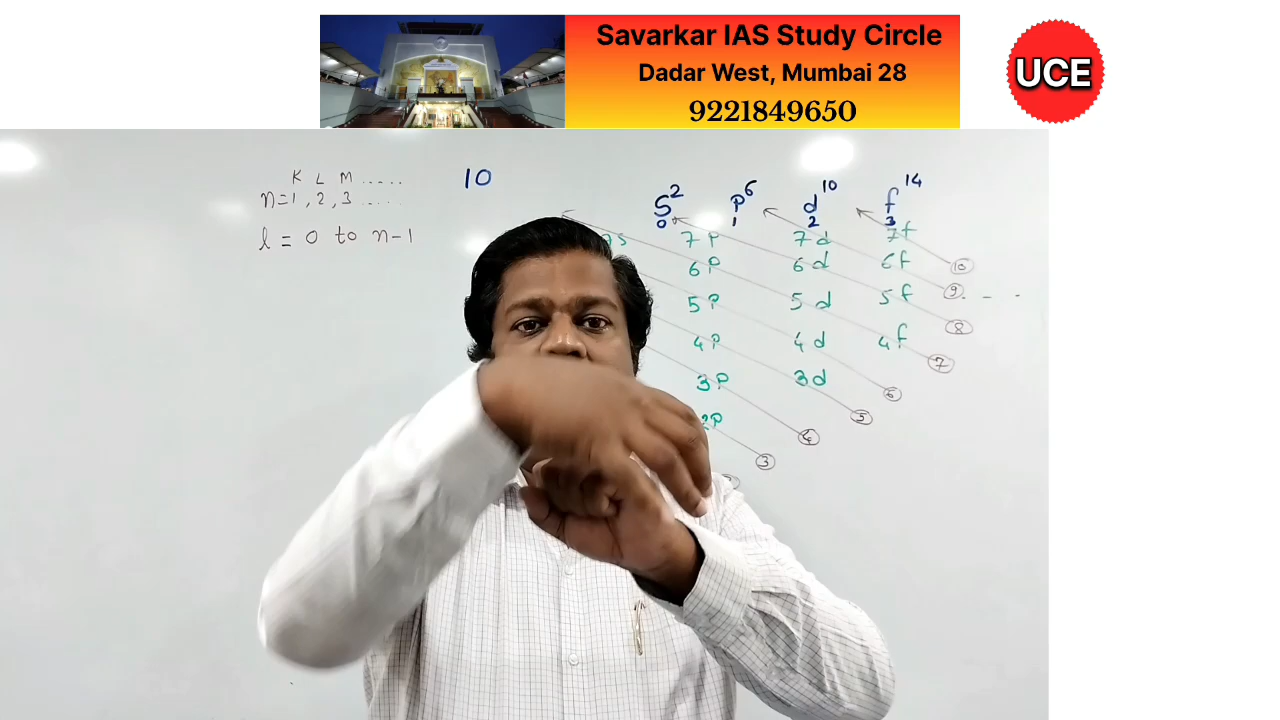 Savarkar IAS Study Circle
Dadar West, Mumbai 28
9221849650
UCE
K L M .....
n=1, 2, 3 .....
l = 0 to n-1
10
S² P⁶ d¹⁰ f¹⁴
0 1 2 3
7s 7P 7d 7f
6P 6d 6f
5P 5d 5f
4P 4d 4f
3P 3d
2P
10
9
8
7
6
5
4
3